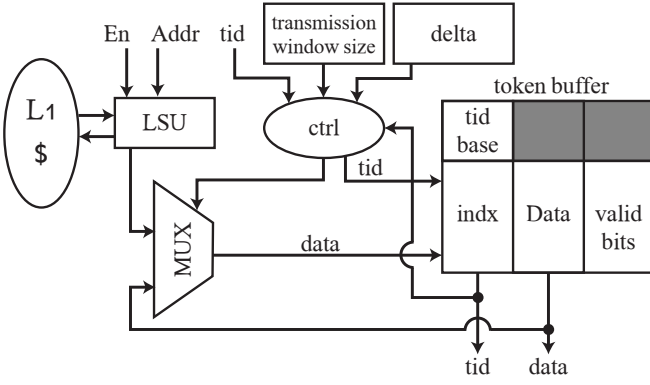 En Addr tid
transmission
window size
delta
L1
$
LSU
ctrl
token buffer
tid
base
tid
indx
Data
valid
bits
MUX
data
tid
data